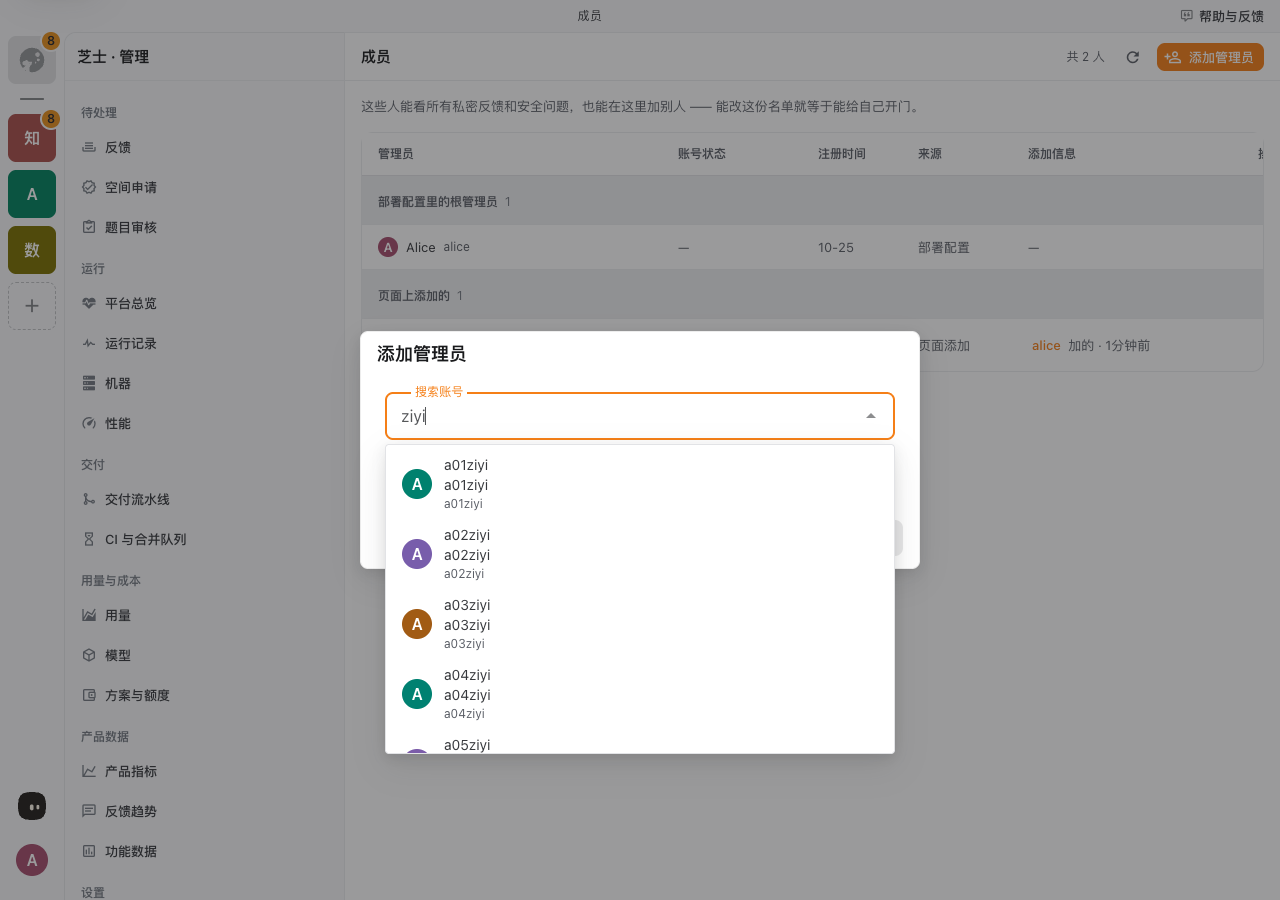 成员
帮助与反馈
8
知
8
A
数
A
芝士 · 管理
待处理
反馈
空间申请
题目审核
运行
平台总览
运行记录
机器
性能
交付
交付流水线
CI 与合并队列
用量与成本
用量
模型
方案与额度
产品数据
产品指标
反馈趋势
功能数据
设置
成员
共 2 人
添加管理员
这些人能看所有私密反馈和安全问题，也能在这里加别人 —— 能改这份名单就等于能给自己开门。
管理员 账号状态 注册时间 来源 添加信息
部署配置里的根管理员 1
A Alice alice — 10-25 部署配置 —
页面上添加的 1
页面添加 alice 加的 · 1分钟前
添加管理员
搜索账号
ziyi
A
a01ziyi
a01ziyi
a01ziyi
A
a02ziyi
a02ziyi
a02ziyi
A
a03ziyi
a03ziyi
a03ziyi
A
a04ziyi
a04ziyi
a04ziyi
a05ziyi